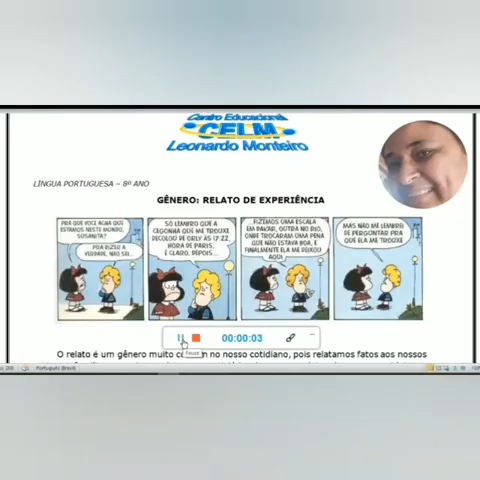 Centro Educacional
CELM
Leonardo Monteiro
LÍNGUA PORTUGUESA – 8º ANO
GÊNERO: RELATO DE EXPERIÊNCIA
PRA QUE VOCÊ ACHA QUE
ESTAMOS NESTE MUNDO,
SUSANITA?
PRA DIZER A
VERDADE, NÃO SEI...
SÓ LEMBRO QUE A
CEGONHA QUE ME TROUXE
DECOLOU DE ORLY ÀS 17:22,
HORA DE PARIS,
É CLARO, DEPOIS...
...FIZEMOS UMA ESCALA
EM DAKAR, OUTRA NO RIO,
ONDE TROCARAM UMA PENA
QUE NÃO ESTAVA BOA, E
FINALMENTE ELA ME DEIXOU
AQUI
MAS NÃO ME LEMBREI
DE PERGUNTAR PRA
QUE ELA ME TROUXE
00:00:03
Pause
O relato é um gênero muito no nosso cotidiano, pois relatamos fatos aos nossos
Português (Brasil)